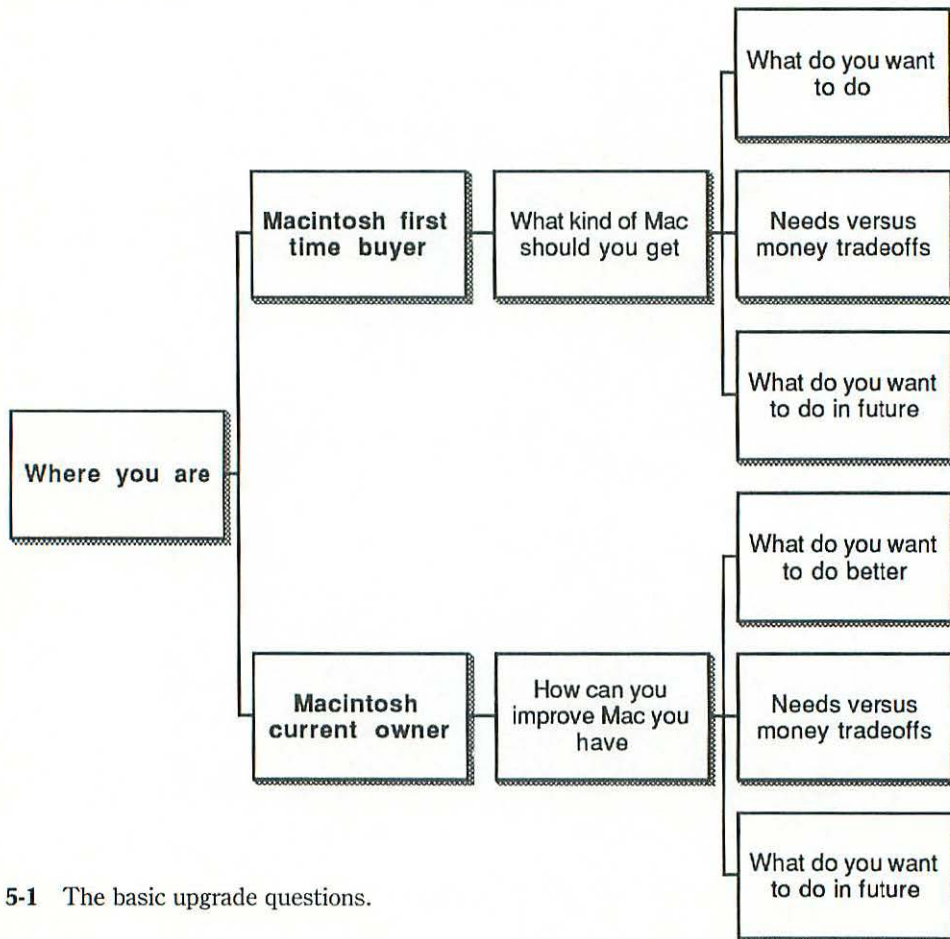 Where you are
Macintosh first
time buyer
What kind of Mac
should you get
What do you want
to do
Needs versus
money tradeoffs
What do you want
to do in future
Macintosh
current owner
How can you
improve Mac you
have
What do you want
to do better
Needs versus
money tradeoffs
What do you want
to do in future
5-1 The basic upgrade questions.